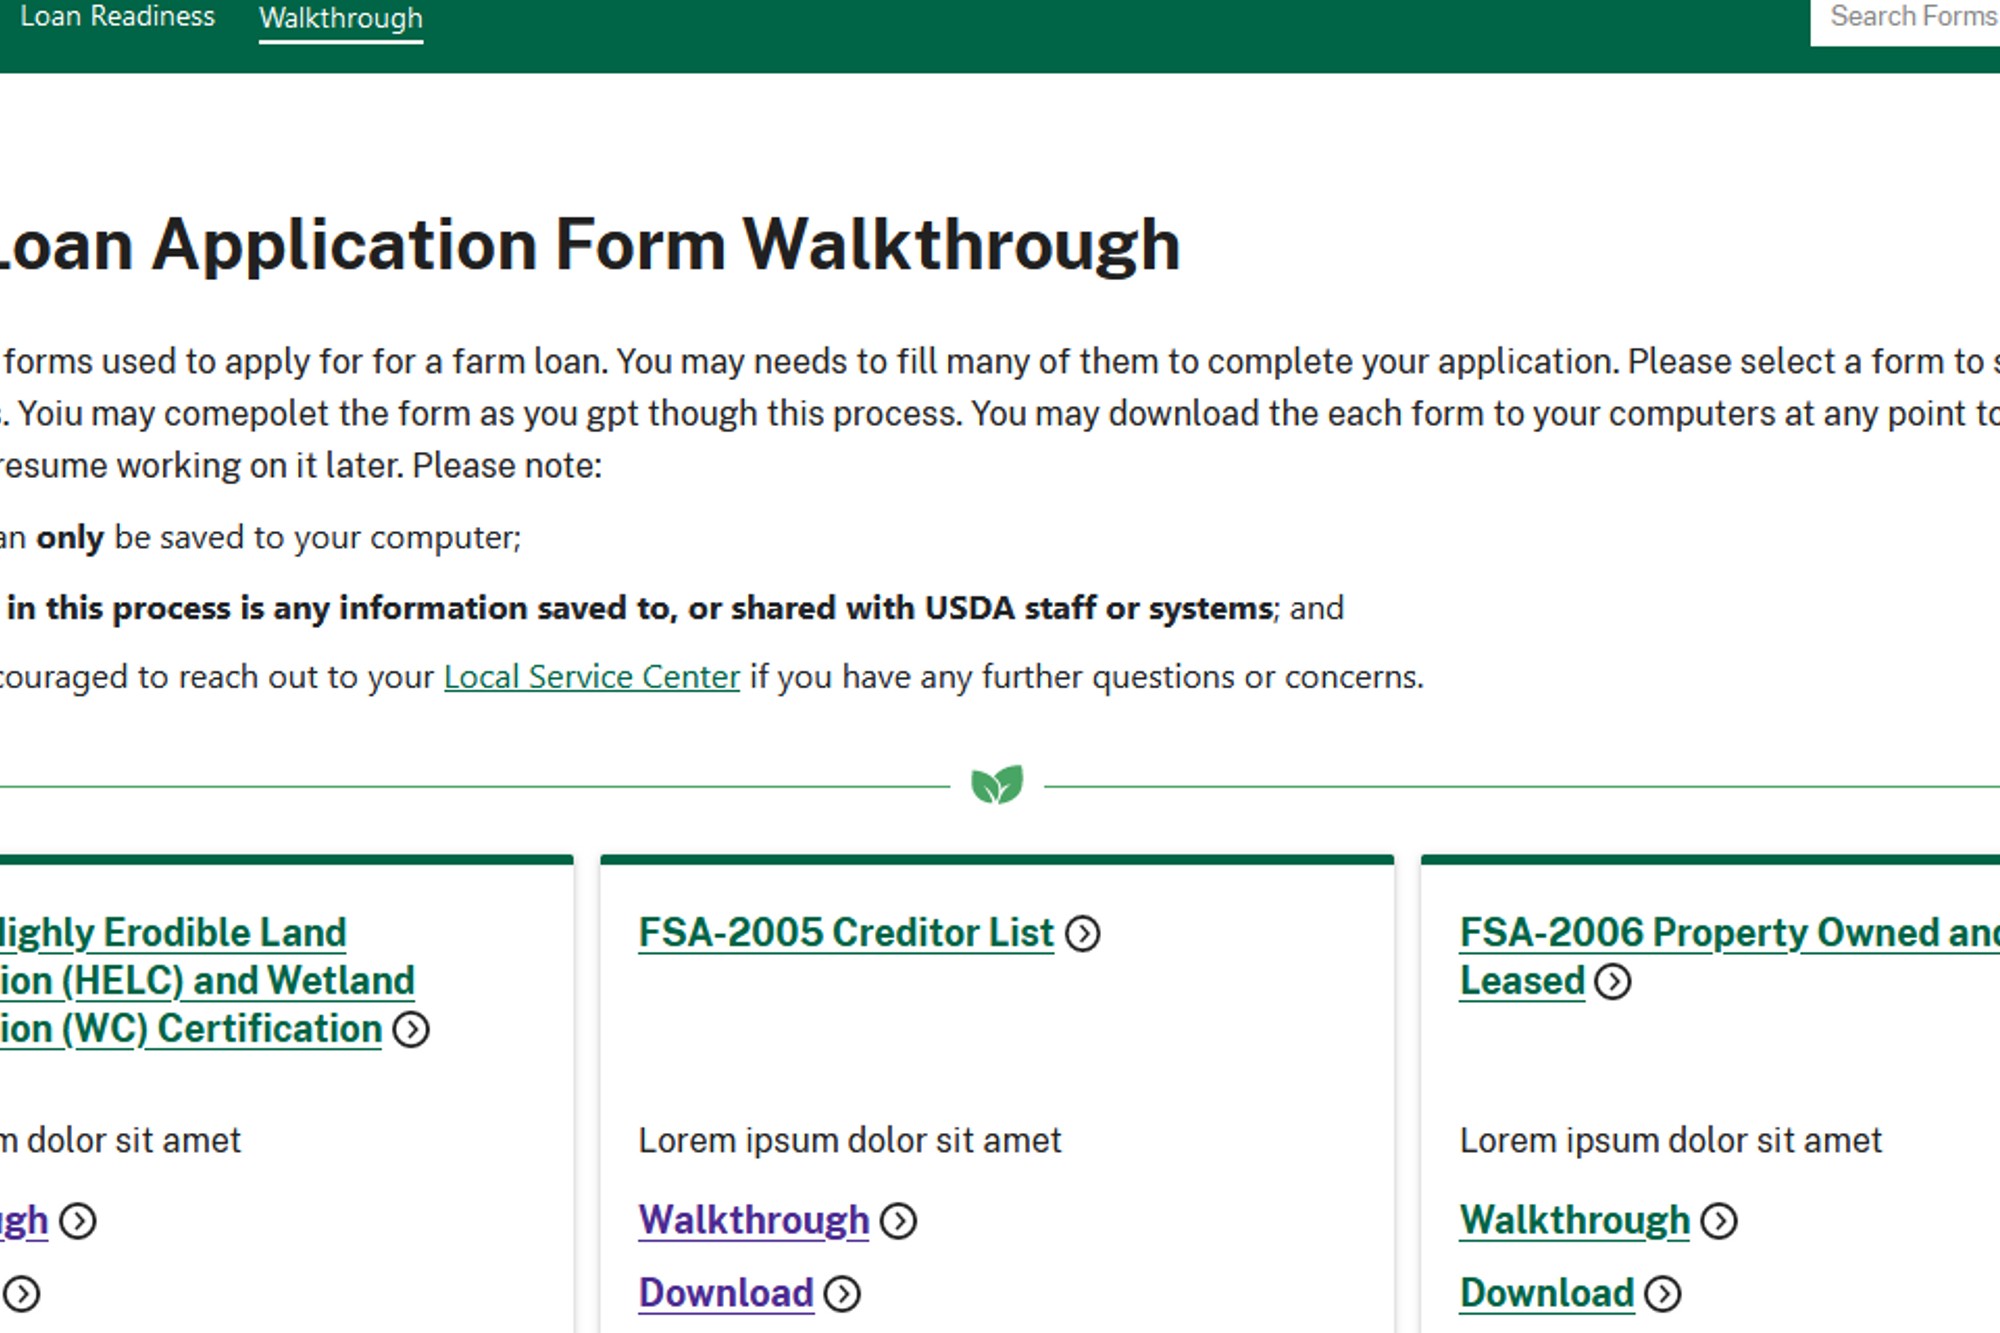 Loan Readiness Walkthrough Search Forms
Loan Application Form Walkthrough
forms used to apply for for a farm loan. You may needs to fill many of them to complete your application. Please select a form to
. Yoiu may comepolet the form as you gpt though this process. You may download the each form to your computers at any point to
resume working on it later. Please note:
an only be saved to your computer;
in this process is any information saved to, or shared with USDA staff or systems; and
couraged to reach out to your Local Service Center if you have any further questions or concerns.
Highly Erodible Land
ion (HELC) and Wetland
ion (WC) Certification
FSA-2005 Creditor List
FSA-2006 Property Owned and
Leased
m dolor sit amet
Lorem ipsum dolor sit amet
Lorem ipsum dolor sit amet
ugh
Walkthrough
Download
Walkthrough
Download